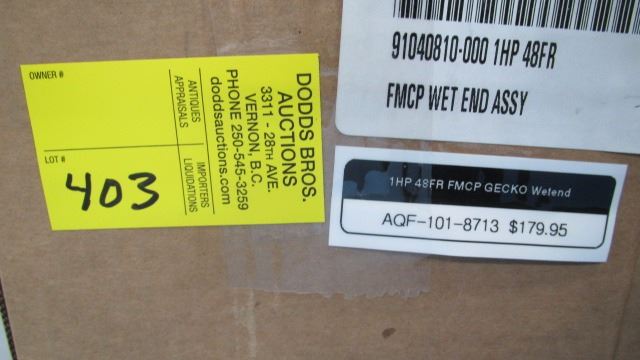 OWNER #
LOT #
403
ANTIQUES
APPRAISALS
IMPORTERS
LIQUIDATIONS
DODDS BROS.
AUCTIONS
3311 - 28TH AVE.
VERNON, B.C.
PHONE 250-545-3259
doddsauctions.com
91040810-000 1HP 48FR
FMCP WET END ASSY
1HP 48FR FMCP GECKO Wetend
AQF-101-8713 $179.95